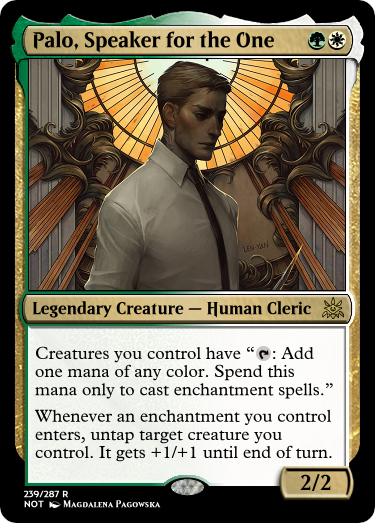 Palo, Speaker for the One
LEN-YAN
Legendary Creature — Human Cleric
Creatures you control have “: Add
one mana of any color. Spend this
mana only to cast enchantment spells.”
Whenever an enchantment you control
enters, untap target creature you
control. It gets +1/+1 until end of turn.
2/2
239/287 R
NOT Magdalena Pagowska